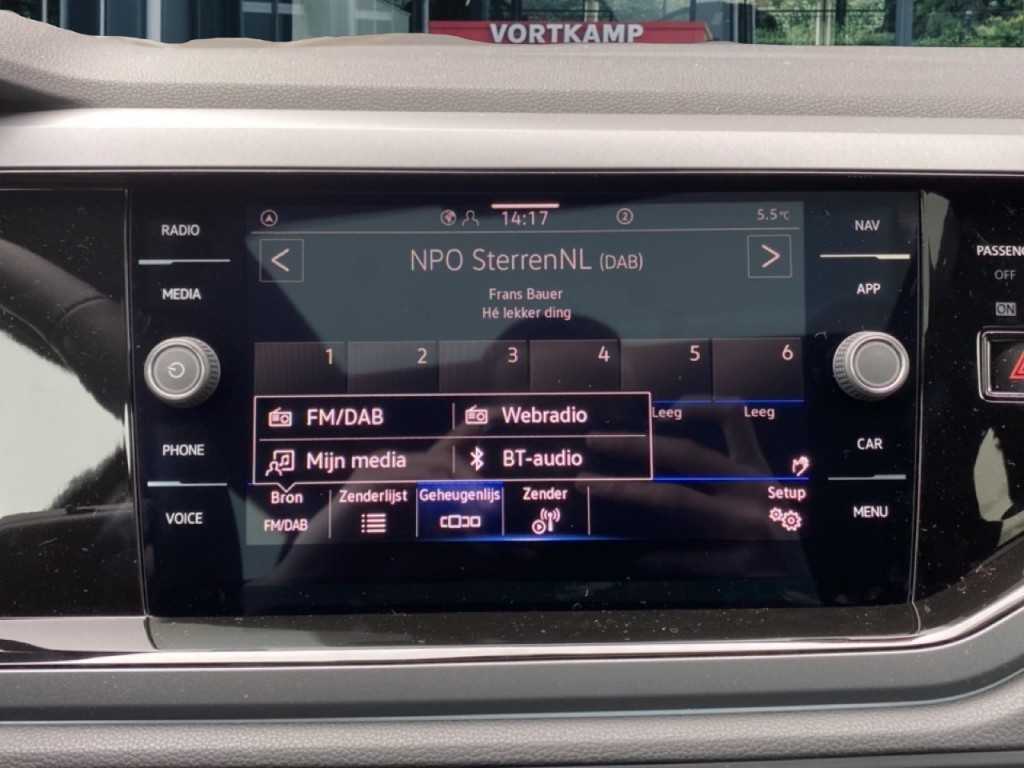 VORTKAMP
RADIO
MEDIA
PHONE
VOICE
14:17
2
5.5°C
<
NPO SterrenNL (DAB)
>
Frans Bauer
Hé lekker ding
1 2 3 4 5 6
Leeg Leeg
FM/DAB Webradio
Mijn media BT-audio
Bron Zenderlijst Geheugenlijs Zender Setup
FM/DAB
NAV
APP
CAR
MENU
PASSENG
OFF
ON